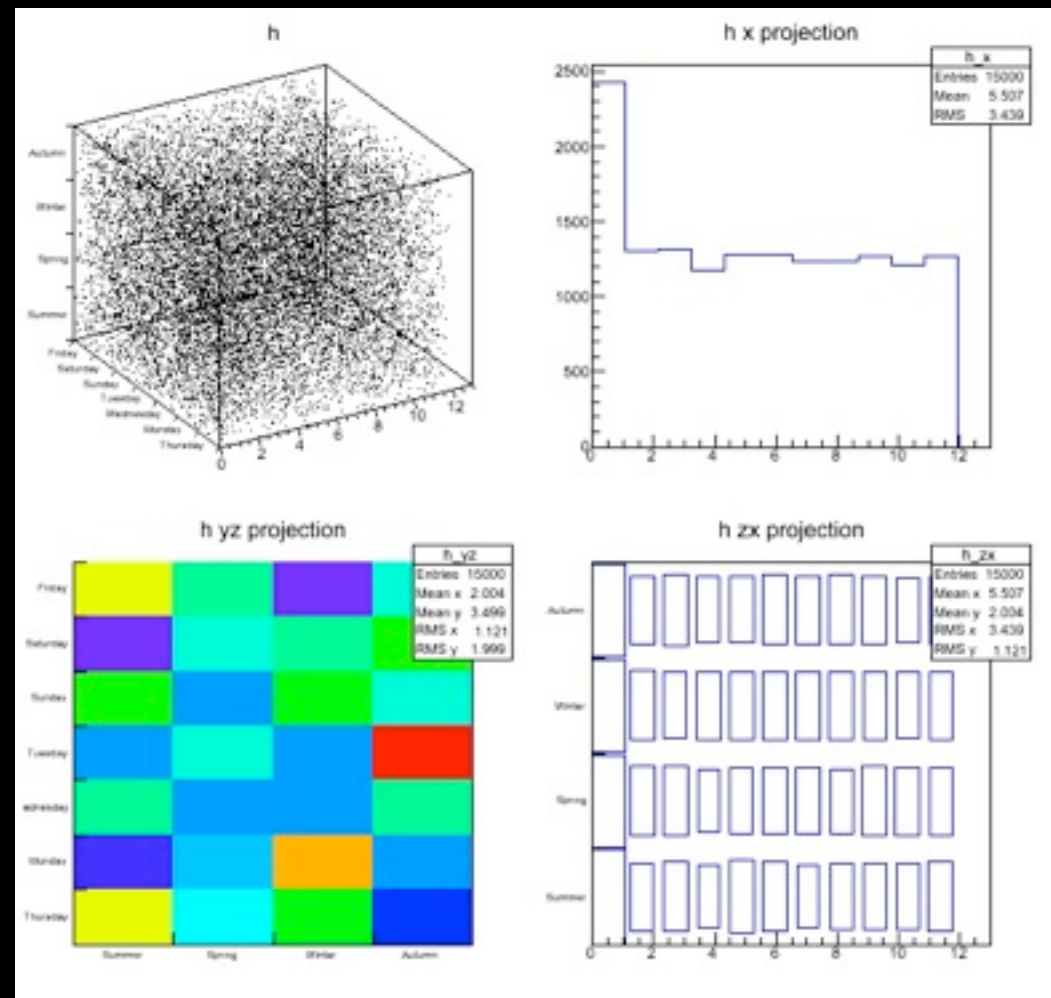 h
Autumn
Winter
Spring
Summer
Friday
Saturday
Sunday
Tuesday
Wednesday
Monday
Thursday
0 2 4 6 8 10 12
h x projection
h_x
Entries 15000
Mean 5.507
RMS 3.439
2500
2000
1500
1000
500
0
0 2 4 6 8 10 12
h yz projection
h_yz
Entries 15000
Mean x 2.004
Mean y 3.499
RMS x 1.121
RMS y 1.999
Friday
Saturday
Sunday
Tuesday
ednesday
Monday
Thursday
Summer Spring Winter Autumn
h zx projection
h_zx
Entries 15000
Mean x 5.507
Mean y 2.004
RMS x 3.439
RMS y 1.121
Autumn
Winter
Spring
Summer
0 2 4 6 8 10 12